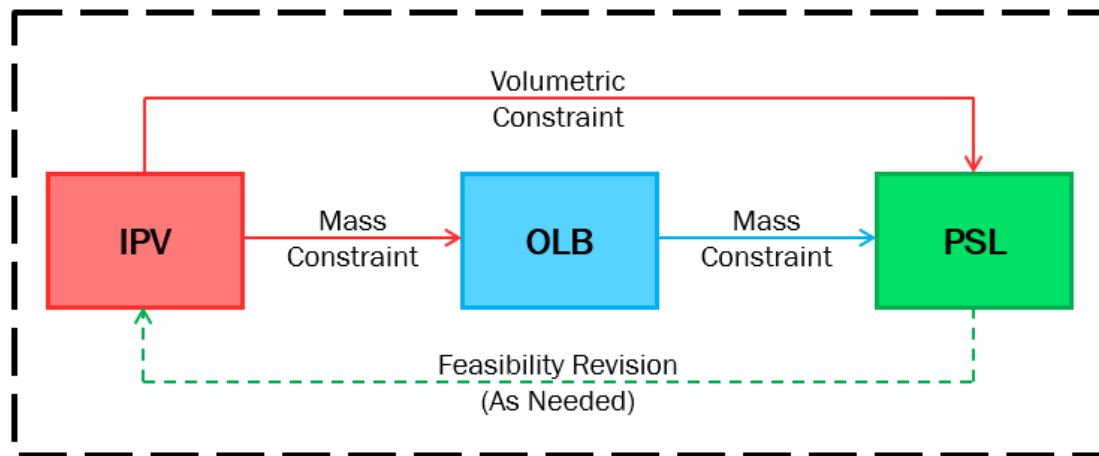 Volumetric
Constraint
IPV
Mass
Constraint
OLB
Mass
Constraint
PSL
Feasibility Revision
(As Needed)